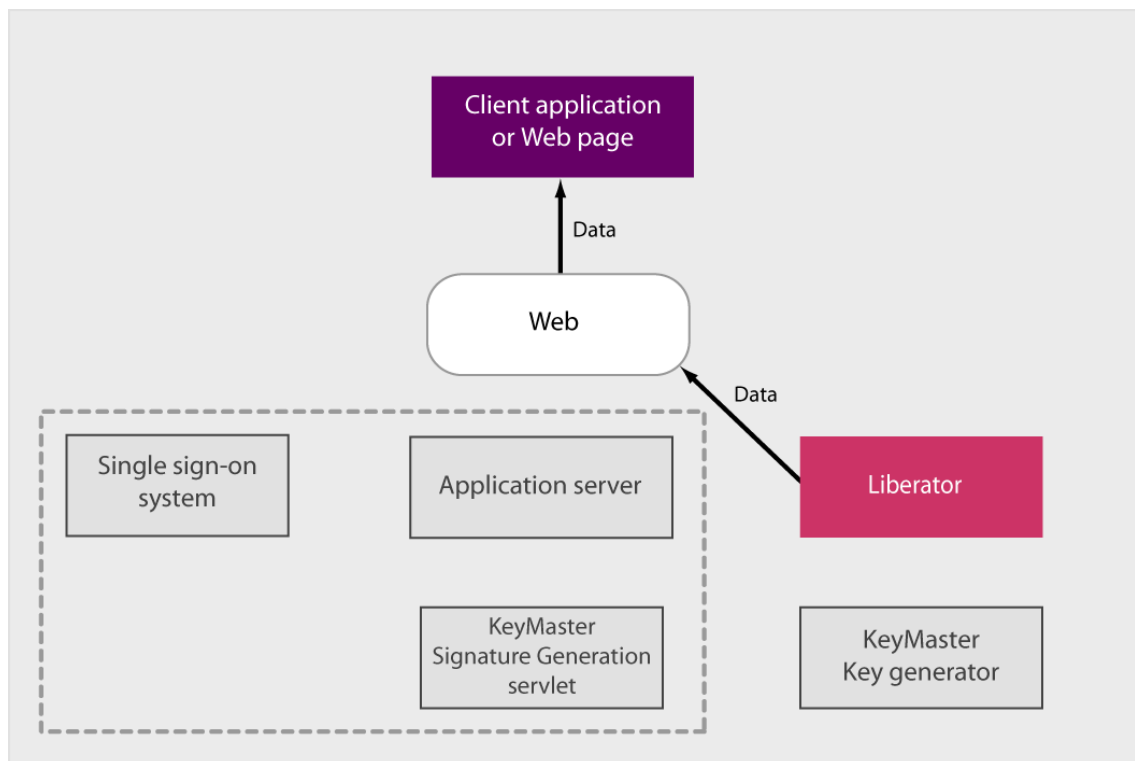 Client application
or Web page
Data
Web
Data
Single sign-on
system
Application server
Liberator
KeyMaster
Signature Generation
servlet
KeyMaster
Key generator